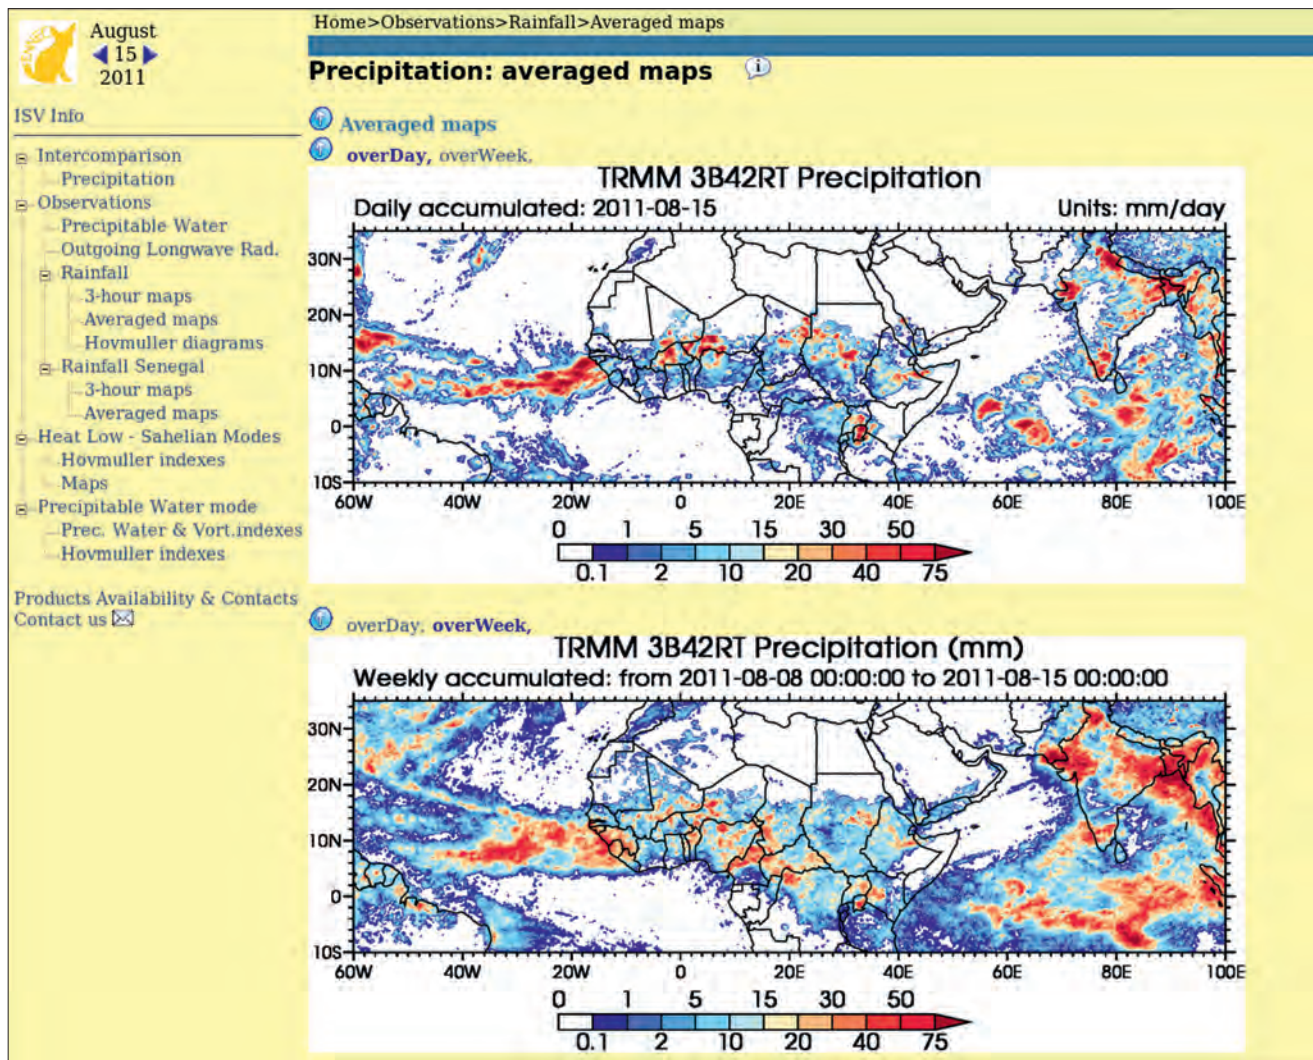 August
15
2011
ISV Info
Intercomparison
Precipitation
Observations
Precipitable Water
Outgoing Longwave Rad.
Rainfall
3-hour maps
Averaged maps
Hovmuller diagrams
Rainfall Senegal
3-hour maps
Averaged maps
Heat Low - Sahelian Modes
Hovmuller indexes
Maps
Precipitable Water mode
Prec. Water & Vort.indexes
Hovmuller indexes
Products Availability & Contacts
Contact us
Home>Observations>Rainfall>Averaged maps
Precipitation: averaged maps
Averaged maps
overDay, overWeek,
TRMM 3B42RT Precipitation
Daily accumulated: 2011-08-15 Units: mm/day
30N
20N
10N
0
10S
60W 40W 20W 0 20E 40E 60E 80E 100E
0 1 5 15 30 50
0.1 2 10 20 40 75
overDay, overWeek,
TRMM 3B42RT Precipitation (mm)
Weekly accumulated: from 2011-08-08 00:00:00 to 2011-08-15 00:00:00
30N
20N
10N
0
10S
60W 40W 20W 0 20E 40E 60E 80E 100E
0 1 5 15 30 50
0.1 2 10 20 40 75